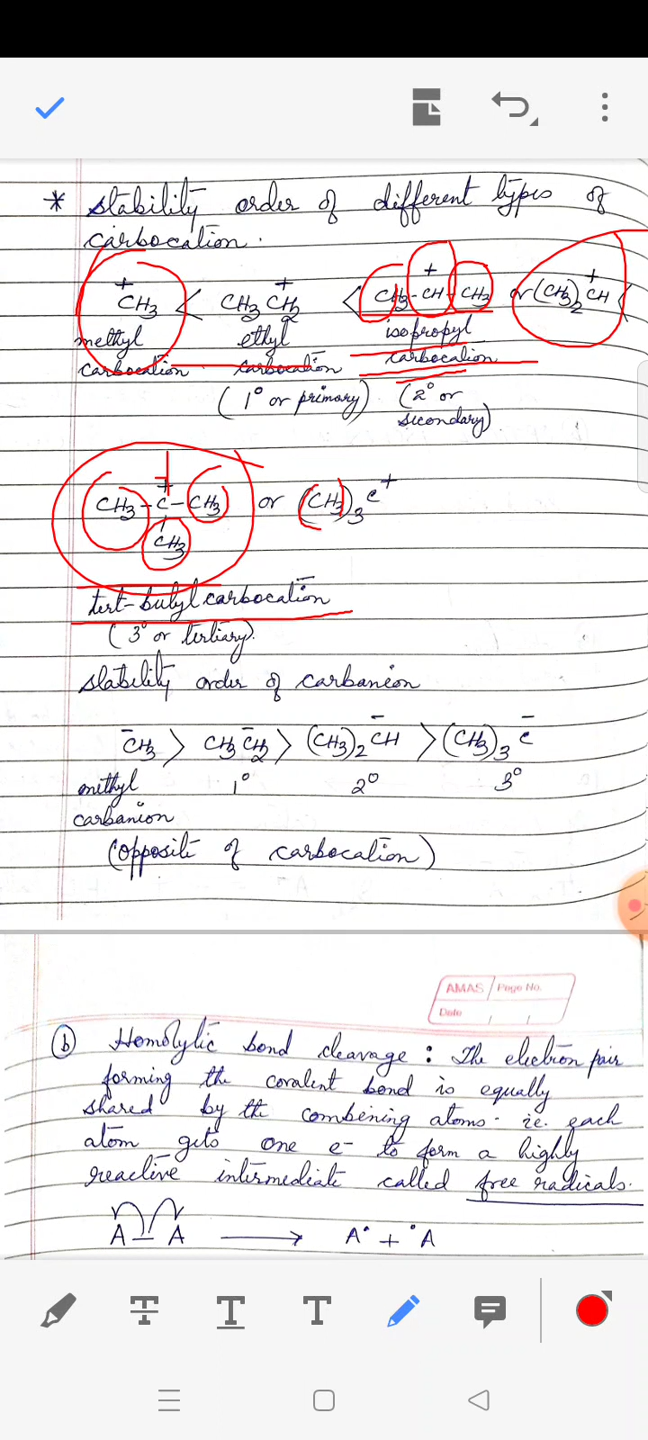 * Stability order of different types of
carbocation.
+CH3 < CH3 +CH2 < CH3-+CH-CH3 or (CH3)2 +CH <
methyl ethyl isopropyl
carbocation carbocation carbocation
(1° or primary) (2° or
secondary)
CH3-+C-CH3 or (CH3)3 C+
CH3
tert-butyl carbocation
(3° or tertiary).
Stability order of carbanion
-CH3 > CH3 -CH2 > (CH3)2 -CH > (CH3)3 -C
methyl 1° 2° 3°
carbanion
(opposite of carbocation)
AMAS Page No.
Date
(b) Homolytic bond cleavage : The electron pair
forming the covalent bond is equally
shared by the combining atoms. ie. each
atom gets one e- to form a highly
reactive intermediate called free radicals.
A — A ⟶ A• + •A
T T T